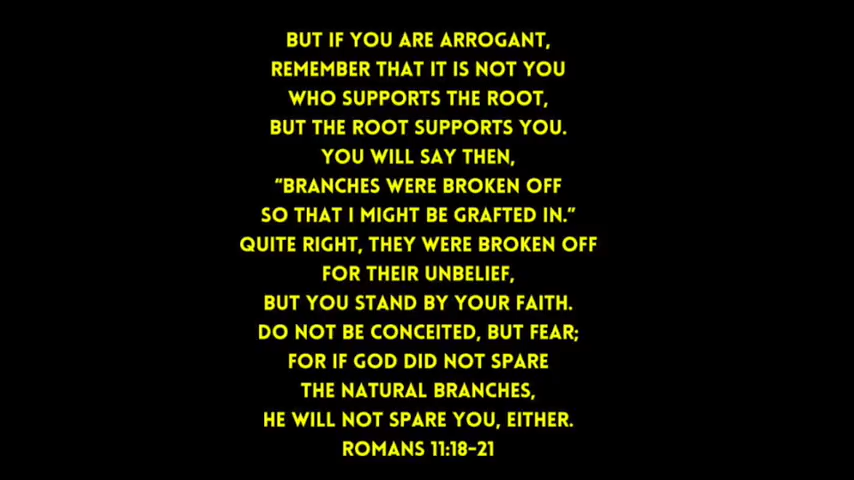 BUT IF YOU ARE ARROGANT,
REMEMBER THAT IT IS NOT YOU
WHO SUPPORTS THE ROOT,
BUT THE ROOT SUPPORTS YOU.
YOU WILL SAY THEN,
“BRANCHES WERE BROKEN OFF
SO THAT I MIGHT BE GRAFTED IN.”
QUITE RIGHT, THEY WERE BROKEN OFF
FOR THEIR UNBELIEF,
BUT YOU STAND BY YOUR FAITH.
DO NOT BE CONCEITED, BUT FEAR;
FOR IF GOD DID NOT SPARE
THE NATURAL BRANCHES,
HE WILL NOT SPARE YOU, EITHER.
ROMANS 11:18-21